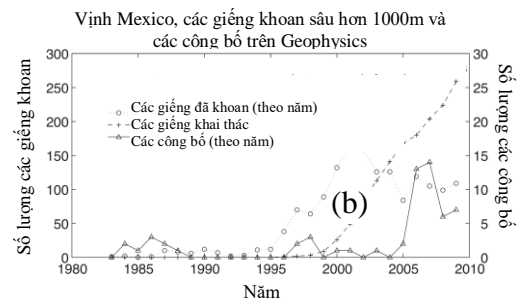 Vịnh Mexico, các giếng khoan sâu hơn 1000m và
các công bố trên Geophysics
Số lượng các giếng khoan
300
250
200
150
100
50
0
Các giếng đã khoan (theo năm)
Các giếng khai thác
Các công bố (theo năm)
(b)
30
25
20
15
10
5
0
Số lượng các công bố
1980
1985
1990
1995
2000
2005
2010
Năm